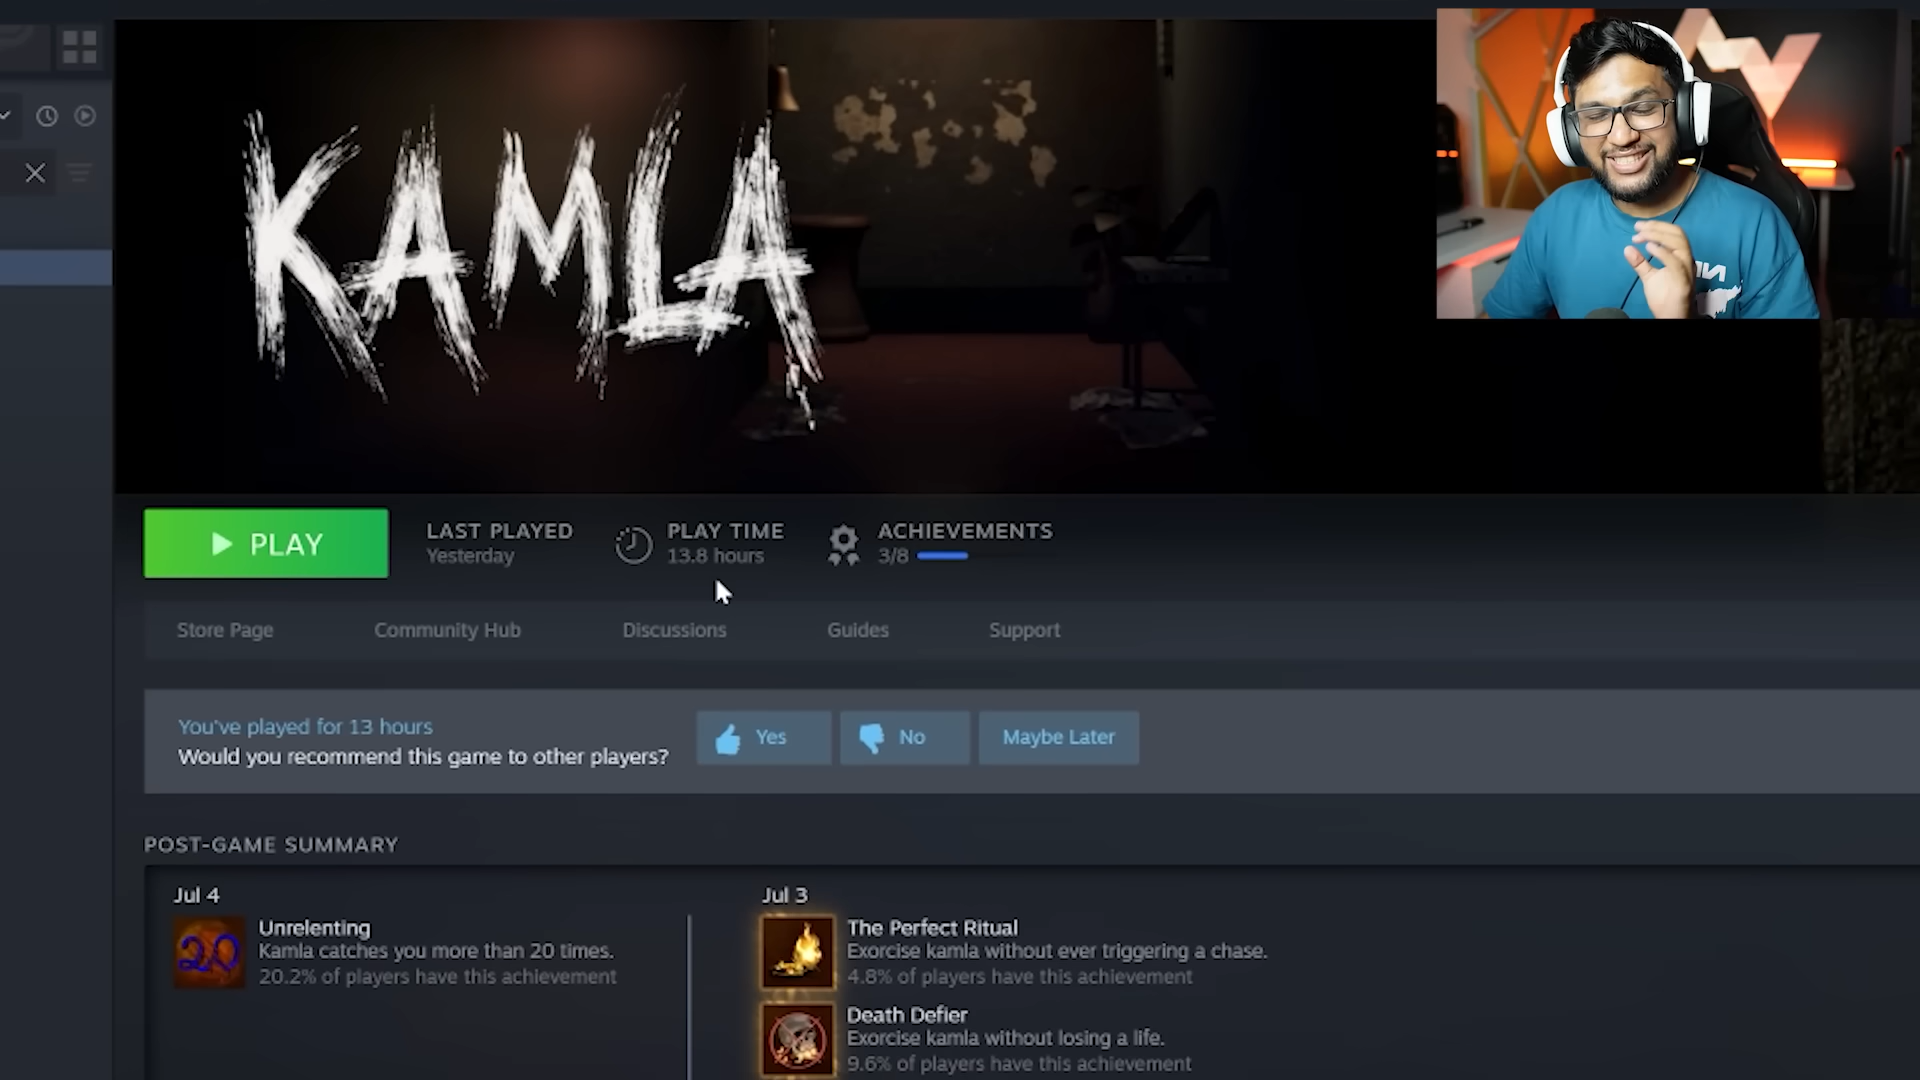 KAMLA
PLAY
LAST PLAYED
Yesterday
PLAY TIME
13.8 hours
ACHIEVEMENTS
3/8
Store Page
Community Hub
Discussions
Guides
Support
You've played for 13 hours
Would you recommend this game to other players?
Yes
No
Maybe Later
POST-GAME SUMMARY
Jul 4
20
Unrelenting
Kamla catches you more than 20 times.
20.2% of players have this achievement
Jul 3
The Perfect Ritual
Exorcise kamla without ever triggering a chase.
4.8% of players have this achievement
Death Defier
Exorcise kamla without losing a life.
9.6% of players have this achievement